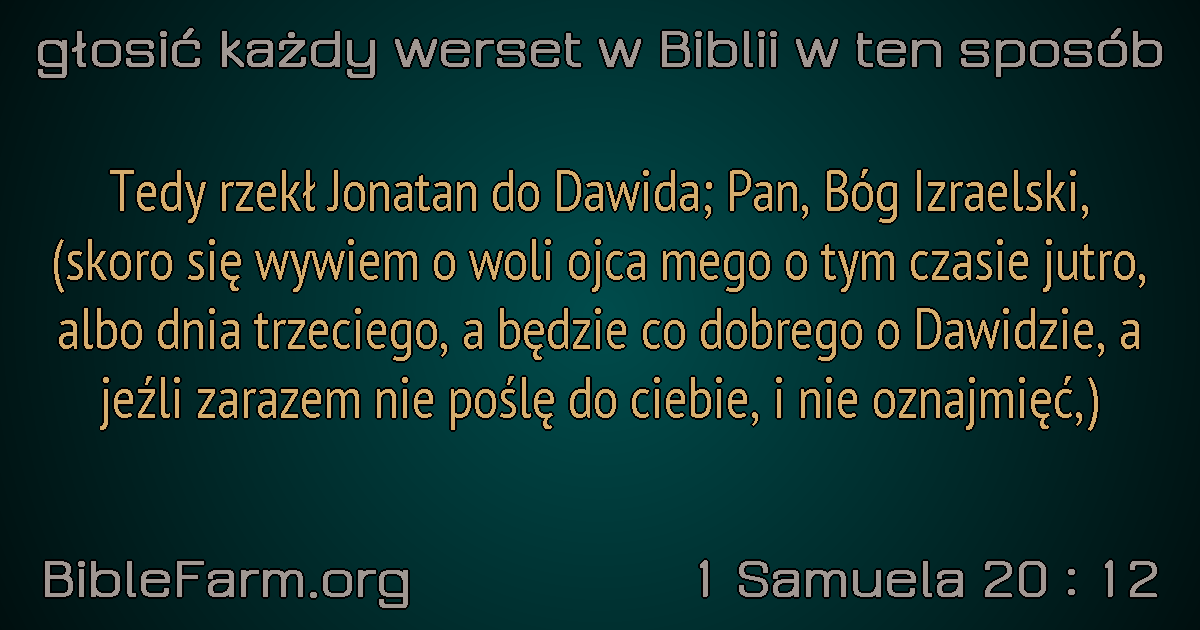 głosić każdy werset w Biblii w ten sposób
Tedy rzekł Jonatan do Dawida; Pan, Bóg Izraelski,
(skoro się wywiem o woli ojca mego o tym czasie jutro,
albo dnia trzeciego, a będzie co dobrego o Dawidzie, a
jeźli zarazem nie poślę do ciebie, i nie oznajmięć,)
BibleFarm.org
1 Samuela 20 : 12